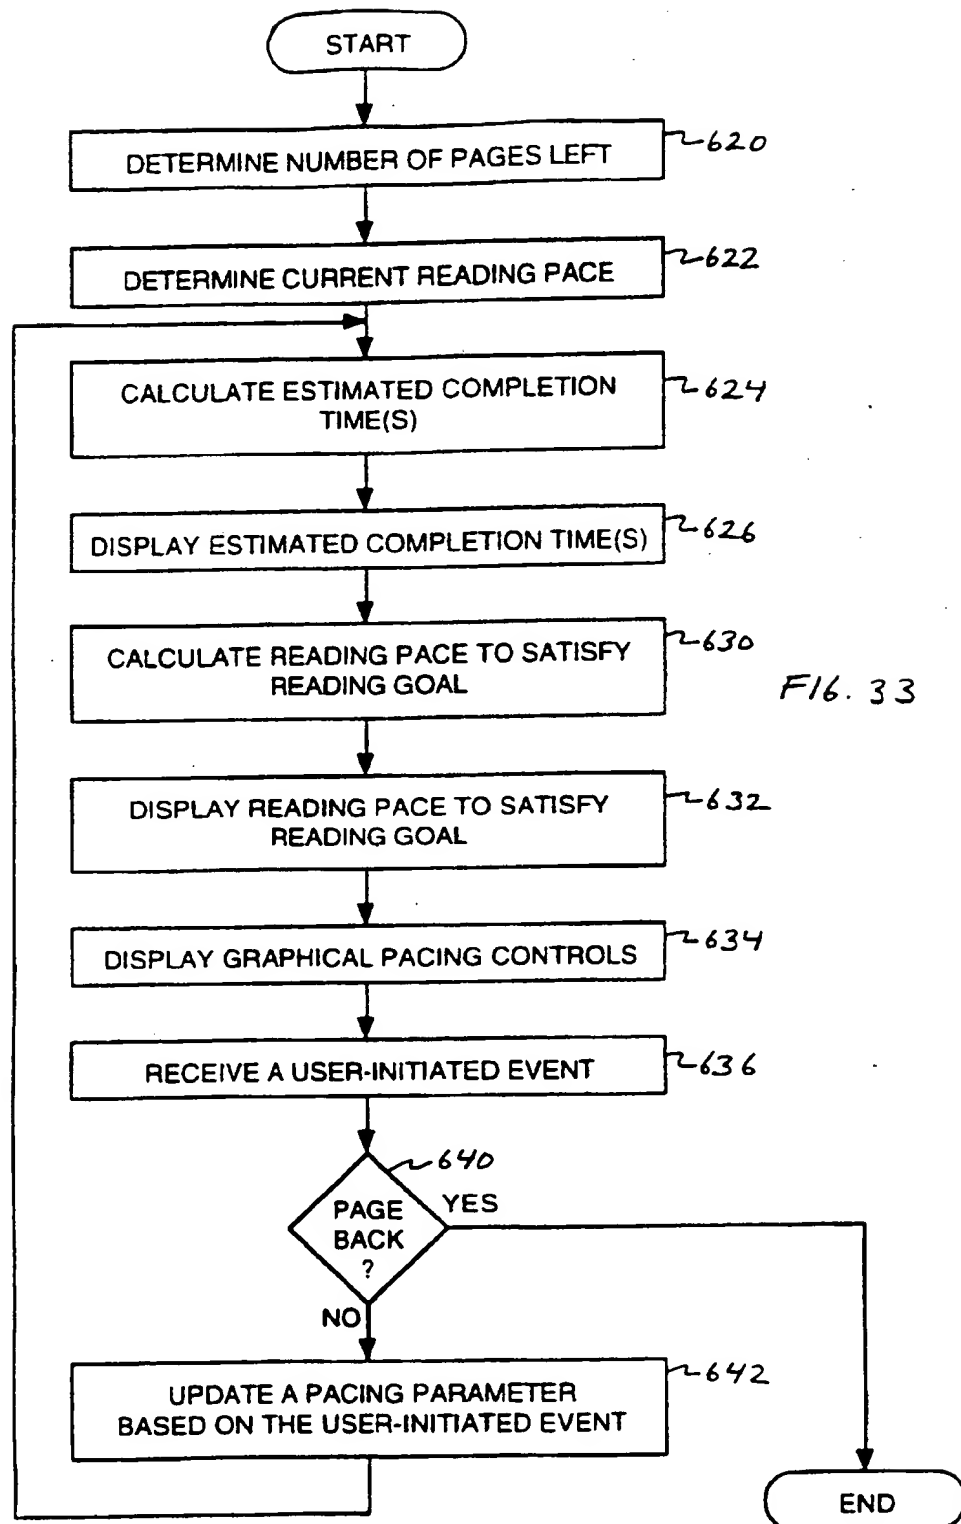 START
DETERMINE NUMBER OF PAGES LEFT
620
DETERMINE CURRENT READING PACE
622
CALCULATE ESTIMATED COMPLETION
TIME(S)
624
DISPLAY ESTIMATED COMPLETION TIME(S)
626
CALCULATE READING PACE TO SATISFY
READING GOAL
630
FIG. 33
DISPLAY READING PACE TO SATISFY
READING GOAL
632
DISPLAY GRAPHICAL PACING CONTROLS
634
RECEIVE A USER-INITIATED EVENT
636
640
PAGE
BACK
?
YES
NO
UPDATE A PACING PARAMETER
BASED ON THE USER-INITIATED EVENT
642
END